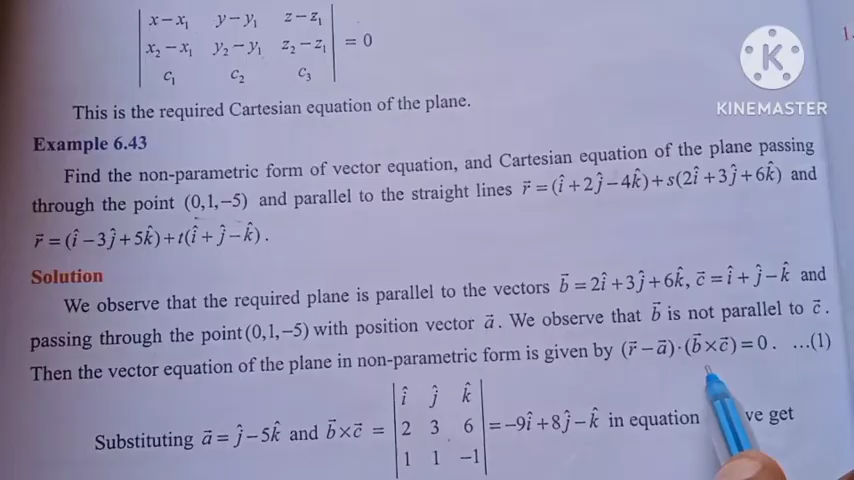 | x−x₁ y−y₁ z−z₁ |
| x₂−x₁ y₂−y₁ z₂−z₁ | = 0
| c₁ c₂ c₃ |
This is the required Cartesian equation of the plane.
KINEMASTER
Example 6.43
Find the non-parametric form of vector equation, and Cartesian equation of the plane passing
through the point (0,1,−5) and parallel to the straight lines r⃗ = (î + 2ĵ − 4k̂) + s(2î + 3ĵ + 6k̂) and
r⃗ = (î − 3ĵ + 5k̂) + t(î + ĵ − k̂).
Solution
We observe that the required plane is parallel to the vectors b⃗ = 2î + 3ĵ + 6k̂, c⃗ = î + ĵ − k̂ and
passing through the point (0,1,−5) with position vector a⃗. We observe that b⃗ is not parallel to c⃗.
Then the vector equation of the plane in non-parametric form is given by (r⃗ − a⃗)·(b⃗ × c⃗) = 0. ...(1)
| î ĵ k̂ |
Substituting a⃗ = ĵ − 5k̂ and b⃗ × c⃗ = | 2 3 6 | = −9î + 8ĵ − k̂ in equation get
| 1 1 −1 |
1.